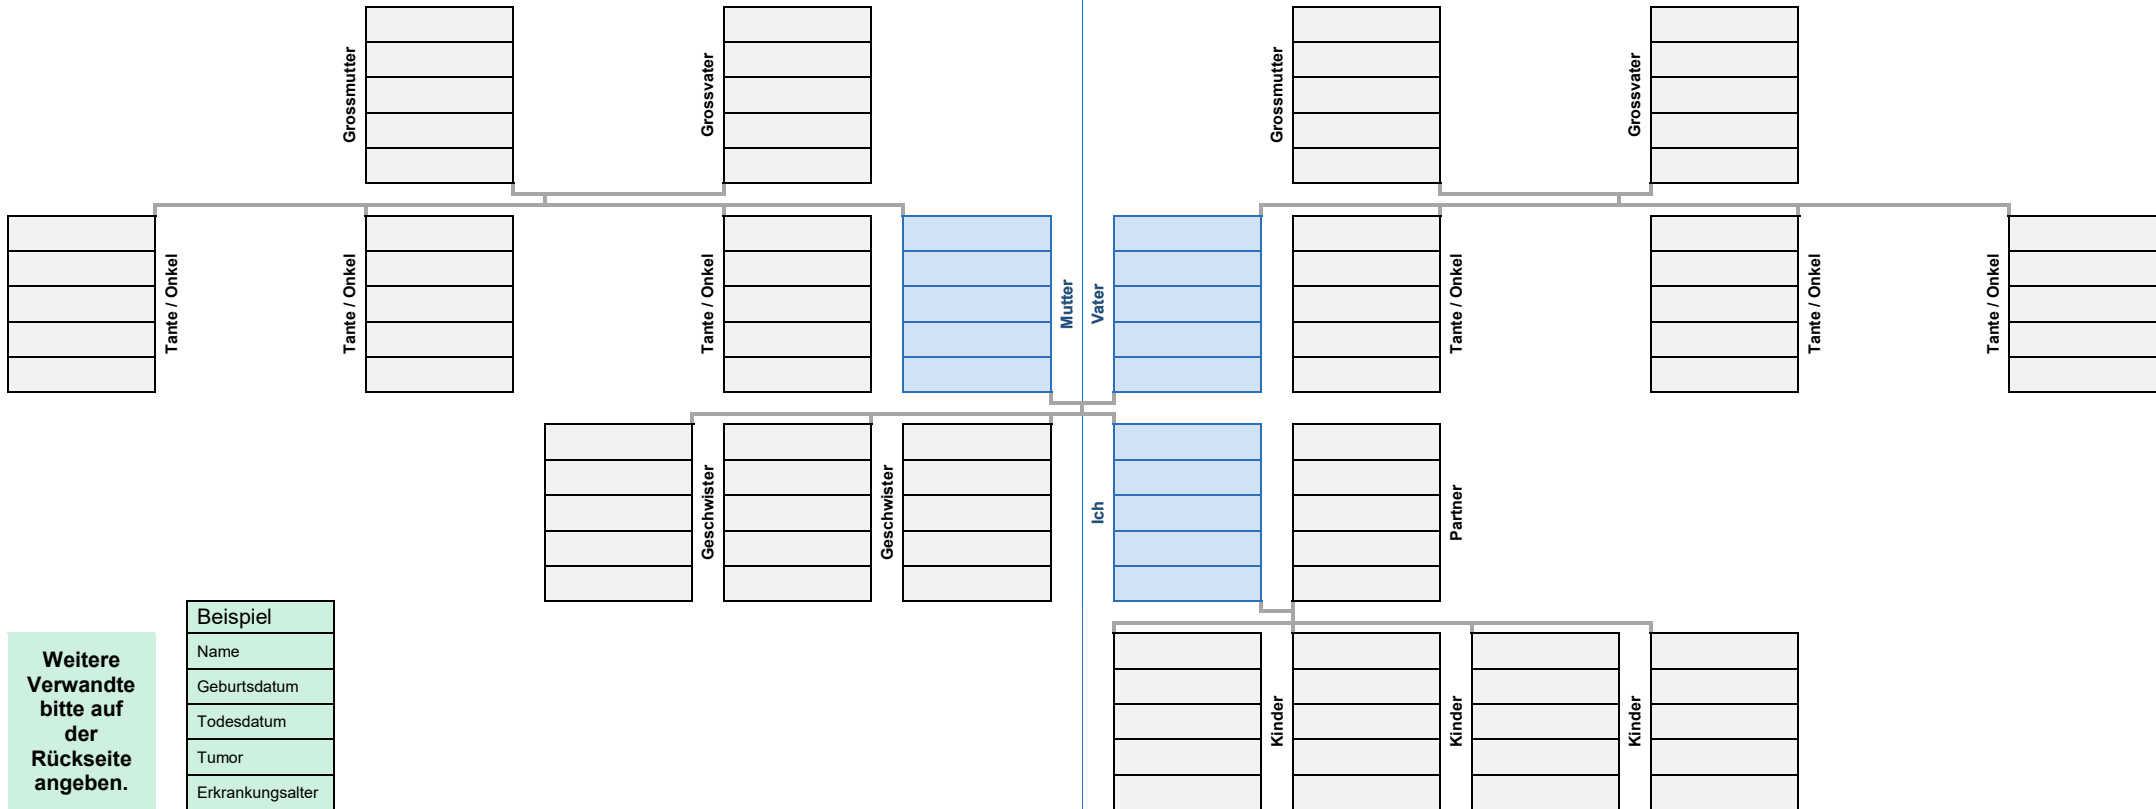 Grossmutter
Grossvater
Grossmutter
Grossvater
Tante / Onkel
Tante / Onkel
Tante / Onkel
Mutter
Vater
Tante / Onkel
Tante / Onkel
Tante / Onkel
Geschwister
Geschwister
Ich
Partner
Kinder
Kinder
Kinder
Weitere
Verwandte
bitte auf
der
Rückseite
angeben.
Beispiel
Name
Geburtsdatum
Todesdatum
Tumor
Erkrankungsalter